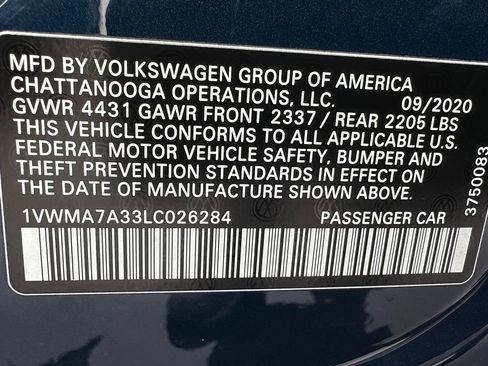 MFD BY VOLKSWAGEN GROUP OF AMERICA
CHATTANOOGA OPERATIONS, LLC. 09/2020
GVWR 4431 GAWR FRONT 2337 / REAR 2205 LBS
THIS VEHICLE CONFORMS TO ALL APPLICABLE U.S.
FEDERAL MOTOR VEHICLE SAFETY, BUMPER AND
THEFT PREVENTION STANDARDS IN EFFECT ON
THE DATE OF MANUFACTURE SHOWN ABOVE.
1VWMA7A33LC026284 PASSENGER CAR
3750083